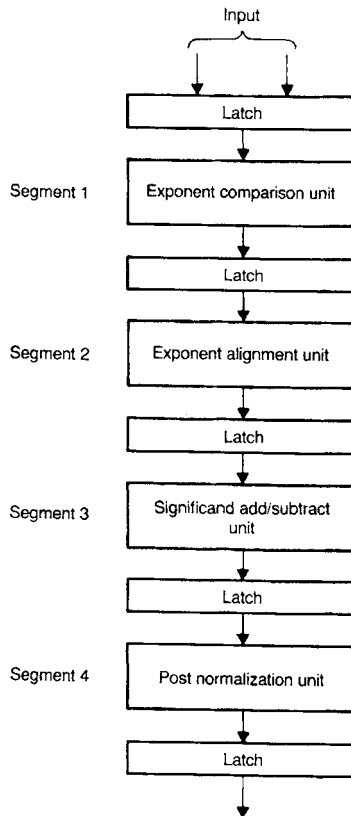 Input
Latch
Segment 1
Exponent comparison unit
Latch
Segment 2
Exponent alignment unit
Latch
Segment 3
Significand add/subtract
unit
Latch
Segment 4
Post normalization unit
Latch